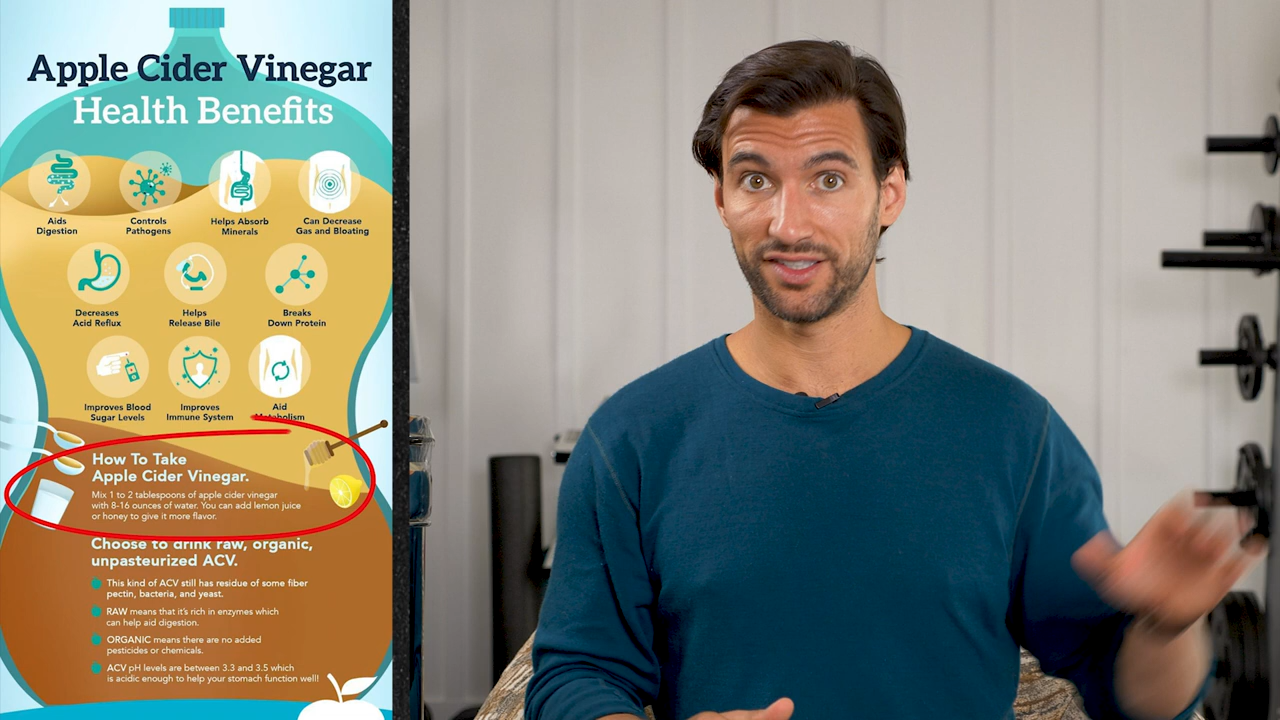 Apple Cider Vinegar
Health Benefits
Aids
Digestion
Controls
Pathogens
Helps Absorb
Minerals
Can Decrease
Gas and Bloating
Decreases
Acid Reflux
Helps
Release Bile
Breaks
Down Protein
Improves Blood
Sugar Levels
Improves
Immune System
Aid
Metabolism
How To Take
Apple Cider Vinegar.
Mix 1 to 2 tablespoons of apple cider vinegar
with 8-16 ounces of water. You can add lemon juice
or honey to give it more flavor.
Choose to drink raw, organic,
unpasteurized ACV.
This kind of ACV still has residue of some fiber
pectin, bacteria, and yeast.
RAW means that it's rich in enzymes which
can help aid digestion.
ORGANIC means there are no added
pesticides or chemicals.
ACV pH levels are between 3.3 and 3.5 which
is acidic enough to help your stomach function well!